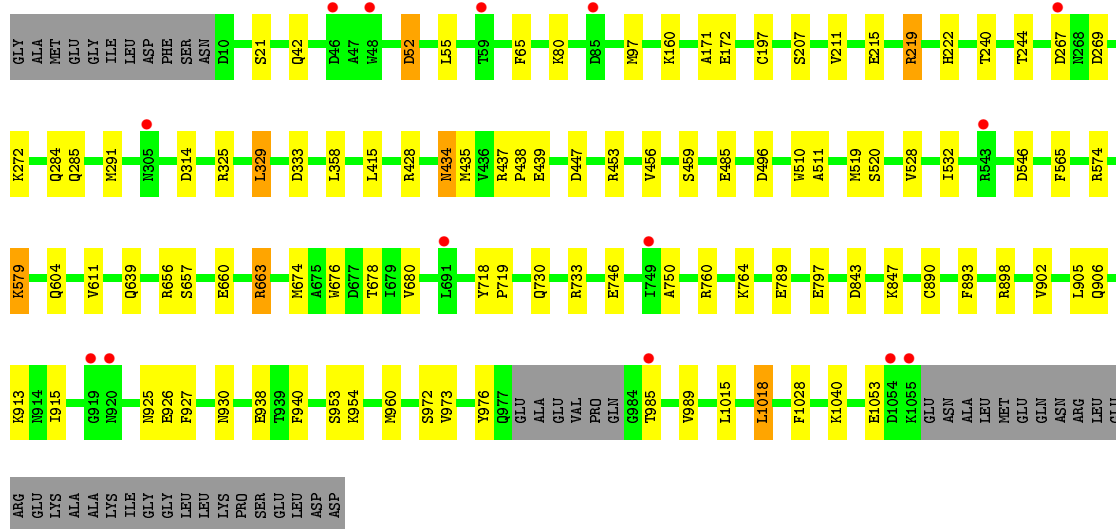 GLY ALA MET GLU GLY ILE LEU ASP PHE SER ASN D10 S21 Q42 D46 A47 W48 D52 L55 T59 F65 K80 D85 M97 K160 A171 E172 C197 S207 V211 E215 R219 H222 T240 T244 D267 N268 D269
K272 Q284 Q285 M291 N305 D314 R325 L329 D333 L358 L415 R428 N434 M435 V436 R437 P438 E439 D447 R453 V456 S459 E485 D496 W510 A511 M519 S520 V528 I532 R543 D546 F565 R574
K579 Q604 V611 Q639 R656 S657 E660 R663 M674 A675 W676 D677 T678 I679 V680 L691 Y718 P719 Q730 R733 E746 I749 A750 R760 K764 E789 E797 D843 K847 C890 F893 R898 V902 L905 Q906
K913 N914 I915 G919 N920 N925 E926 F927 N930 E938 T939 F940 S953 K954 M960 S972 V973 Y976 Q977 GLU ALA GLU VAL PRO GLN G984 T985 V989 L1015 L1018 F1028 K1040 E1053 D1054 K1055 GLU ASN ALA ALA LEU MET GLU GLN ASN ARG LEU GLU
ARG GLU LYS ALA ALA LYS ILE GLY GLY LEU LEU LYS PRO SER GLU LEU ASP ASP